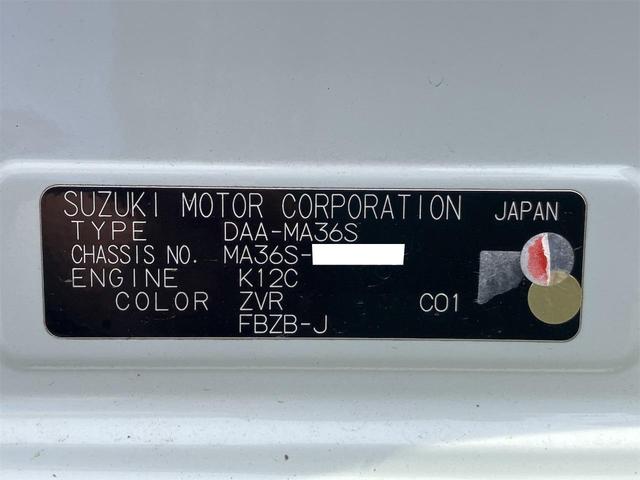 SUZUKI MOTOR CORPORATION JAPAN
TYPE DAA-MA36S
CHASSIS NO. MA36S-
ENGINE K12C
COLOR ZVR C01
FBZB-J